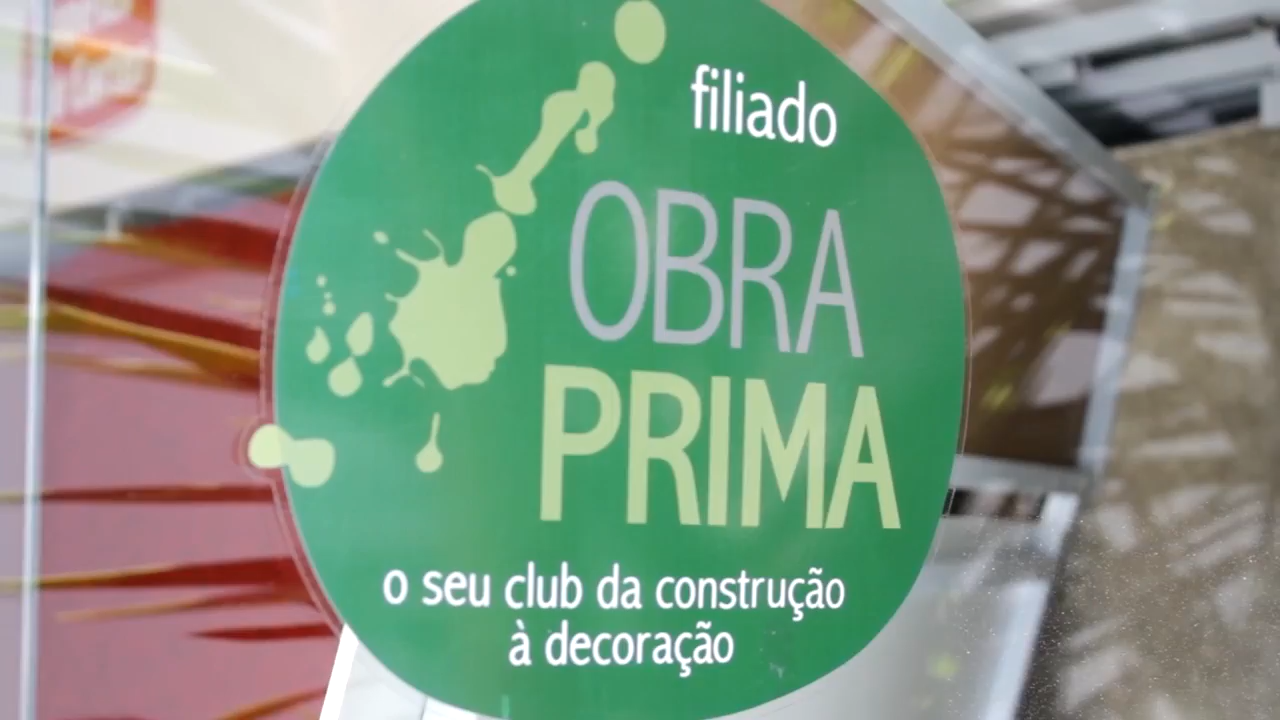 filiado
OBRA
PRIMA
o seu club da construção
à decoração